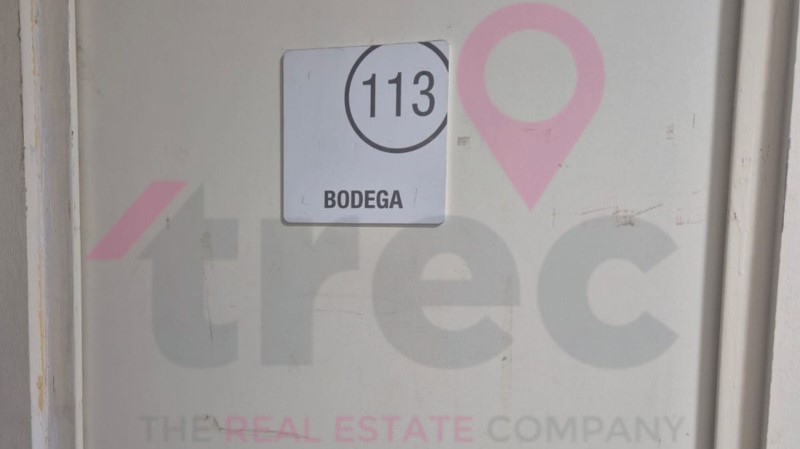 113
BODEGA
trec
THE REAL ESTATE COMPANY